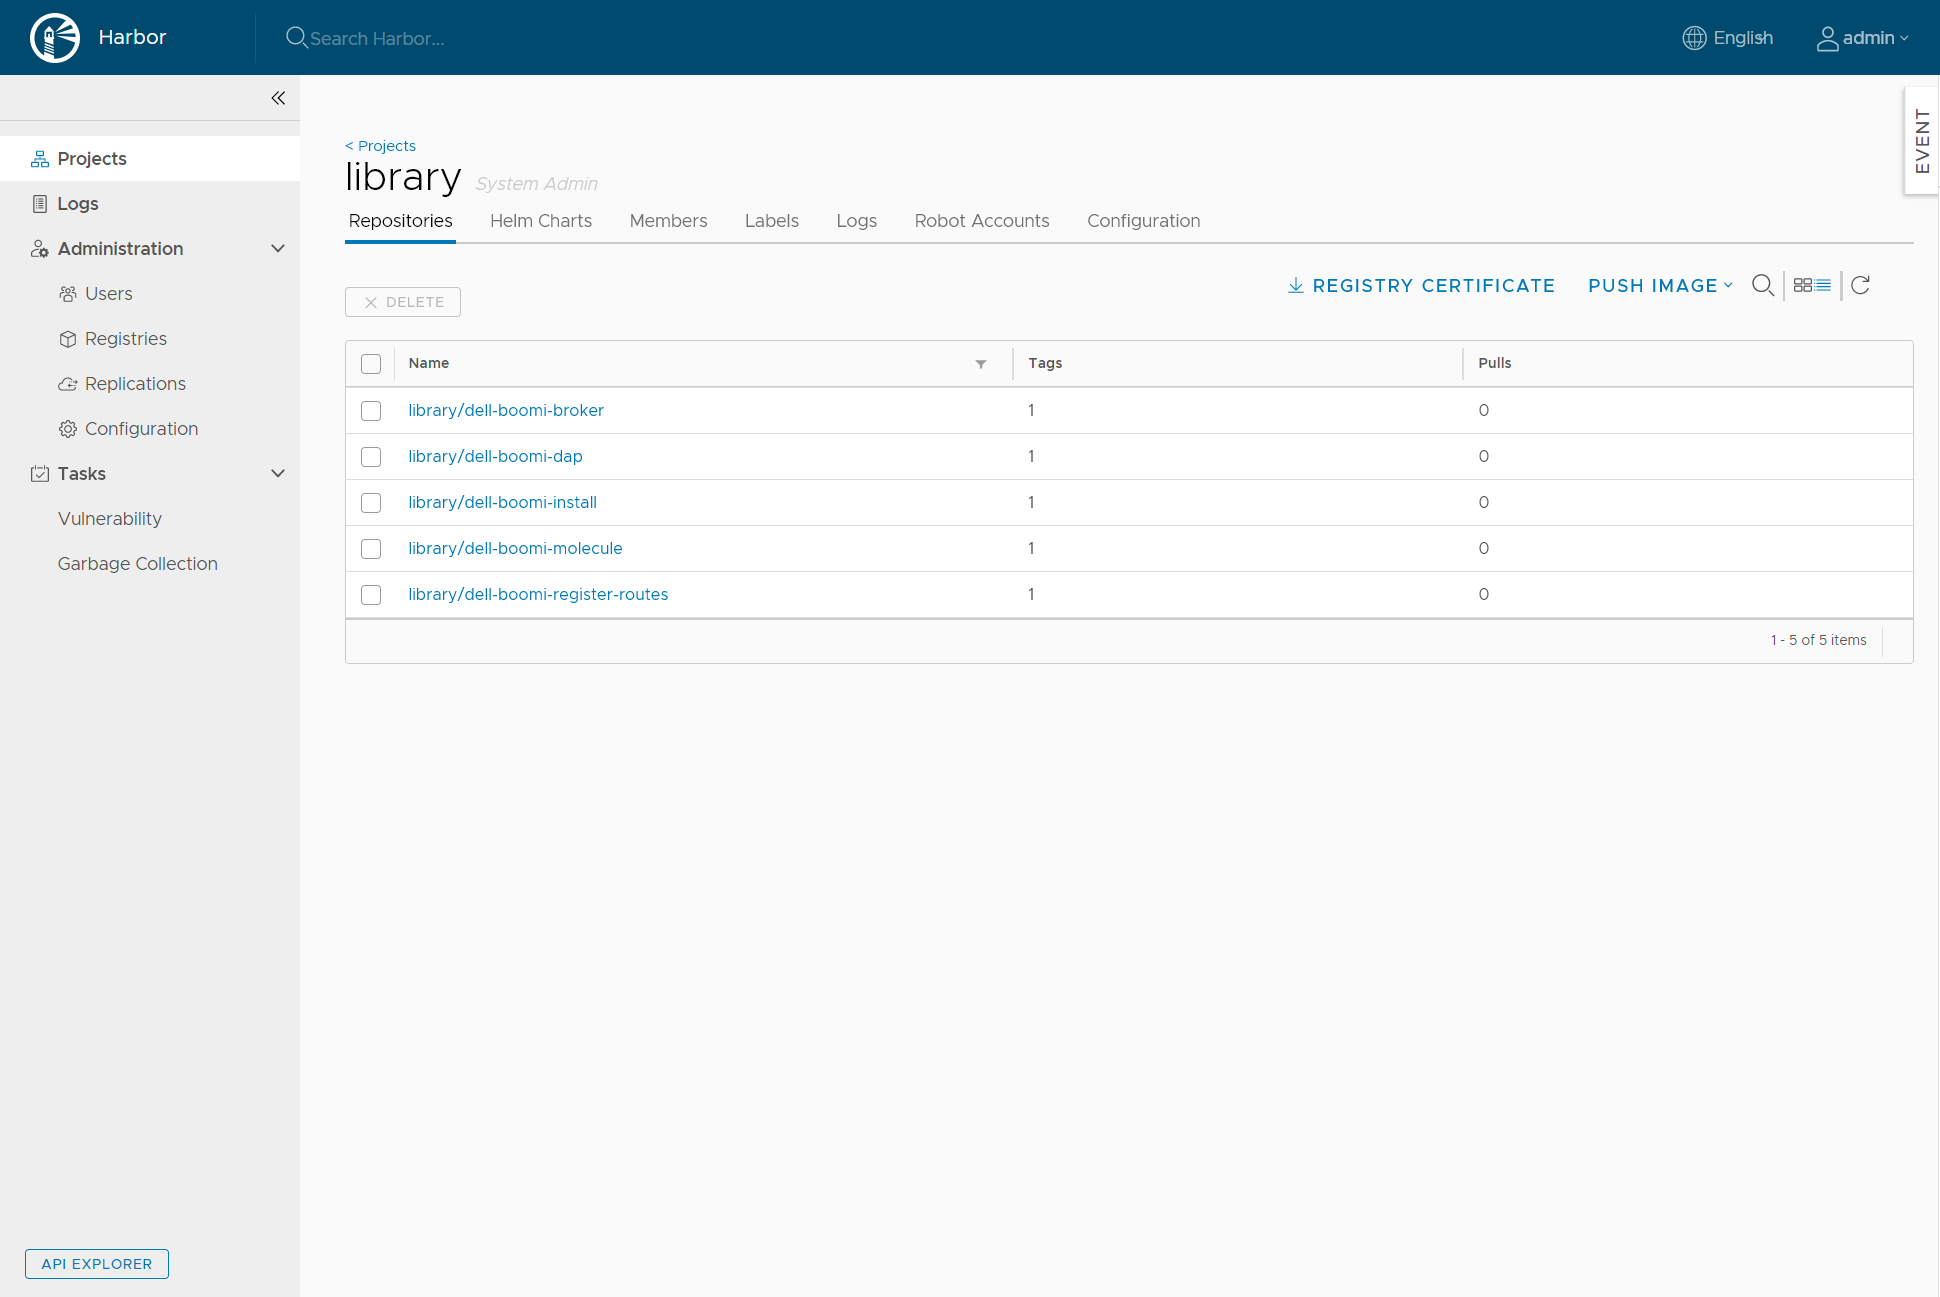 Harbor
Search Harbor...
English
admin
Projects
Logs
Administration
Users
Registries
Replications
Configuration
Tasks
Vulnerability
Garbage Collection
API EXPLORER
< Projects
library System Admin
Repositories Helm Charts Members Labels Logs Robot Accounts Configuration
REGISTRY CERTIFICATE PUSH IMAGE
DELETE
Name Tags Pulls
library/dell-boomi-broker 1 0
library/dell-boomi-dap 1 0
library/dell-boomi-install 1 0
library/dell-boomi-molecule 1 0
library/dell-boomi-register-routes 1 0
1 - 5 of 5 items
EVENT